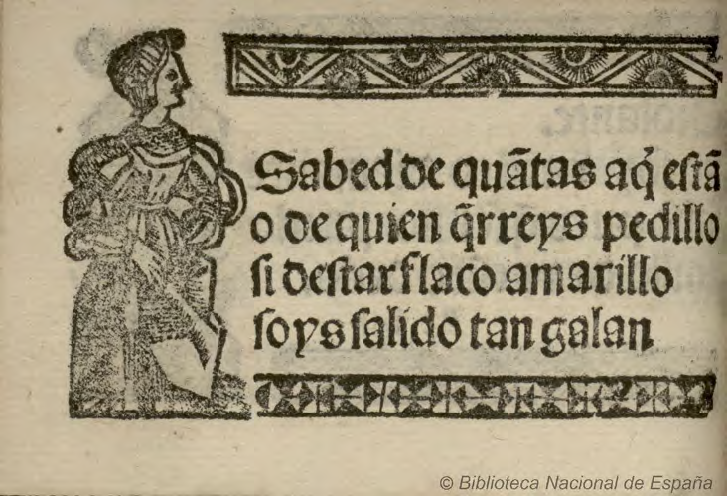 Sabed de quãtas aq̃ estã
o de quien q̃rreys pedillo
si destar flaco amarillo
soys salido tan galan
© Biblioteca Nacional de España